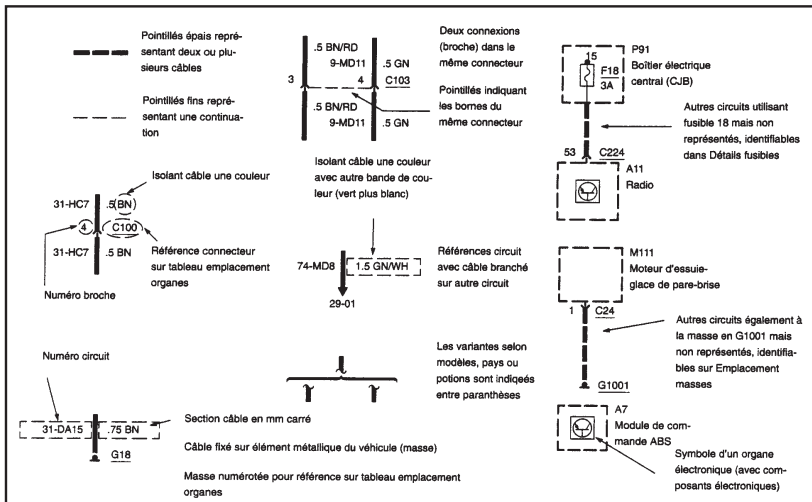 Pointillés épais repré-
sentant deux ou plu-
sieurs câbles
Pointillés fins repré-
sentant une continua-
tion
Isolant câble une couleur
31-HC7 .5 (BN)
4 C100
31-HC7 .5 BN
Référence connecteur
sur tableau emplacement
organes
Numéro broche
Numéro circuit
31-DA15 .75 BN
G18
Section câble en mm carré
Câble fixé sur élément métallique du véhicule (masse)
Masse numérotée pour référence sur tableau emplacement
organes
.5 BN/RD
9-MD11 .5 GN
3 4 C103
.5 BN/RD
9-MD11 .5 GN
Deux connexions
(broche) dans le
même connecteur
Pointillés indiquant
les bornes du
même connecteur
Isolant câble une couleur
avec autre bande de cou-
leur (vert plus blanc)
74-MD8 1.5 GN/WH
29-01
Références circuit
avec câble branché
sur autre circuit
Les variantes selon
modèles, pays ou
potions sont indiqeés
entre paranthèses
P91
15
F18
3A
Boîtier électrique
central (CJB)
Autres circuits utilisant
fusible 18 mais non
représentés, identifiables
dans Détails fusibles
53 C224
A11
Radio
M111
Moteur d'essuie-
glace de pare-brise
1 C24
Autres circuits également à
la masse en G1001 mais
non représentés, identifia-
bles sur Emplacement
masses
G1001
A7
Module de com-
mande ABS
Symbole d'un organe
électronique (avec com-
posants électroniques)